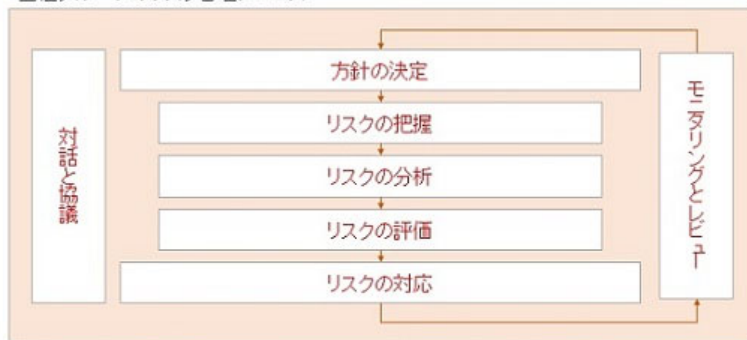 対話と協議
方針の決定
リスクの把握
リスクの分析
リスクの評価
リスクの対応
モニタリングとレビュー